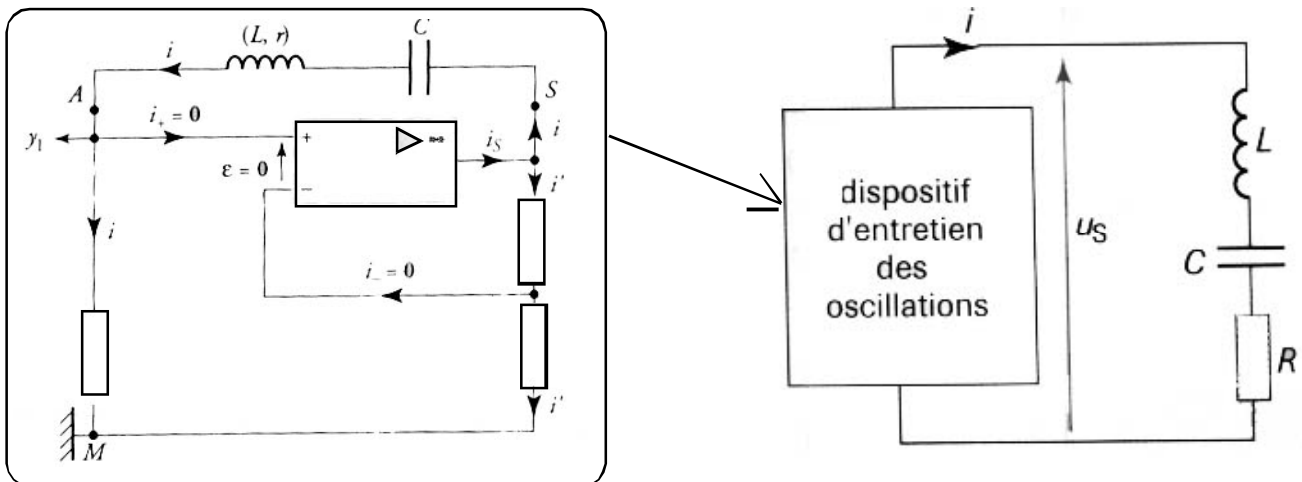 (L, r)
C
i
A
S
y₁
i₊ = 0
+
i
ε = 0
−
iS
i'
i
i₋ = 0
i'
M
i
L
dispositif
d'entretien
des
oscillations
uS
C
R